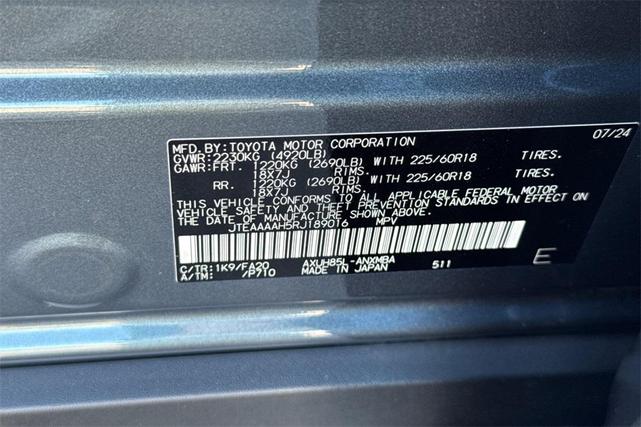 MFD.BY:TOYOTA MOTOR CORPORATION 07/24
GVWR:2230KG (4920LB)
GAWR:FRT. 1220KG (2690LB) WITH 225/60R18 TIRES.
18X7J RIMS.
RR. 1220KG (2690LB) WITH 225/60R18 TIRES.
18X7J RIMS.
THIS VEHICLE CONFORMS TO ALL APPLICABLE FEDERAL MOTOR
VEHICLE SAFETY AND THEFT PREVENTION STANDARDS IN EFFECT ON
THE DATE OF MANUFACTURE SHOWN ABOVE.
JTEAAAAH5RJ189016 MPV
C/TR:1K9/FA20 AXUH85L-ANXMBA
A/TM: /P710 MADE IN JAPAN 511 E